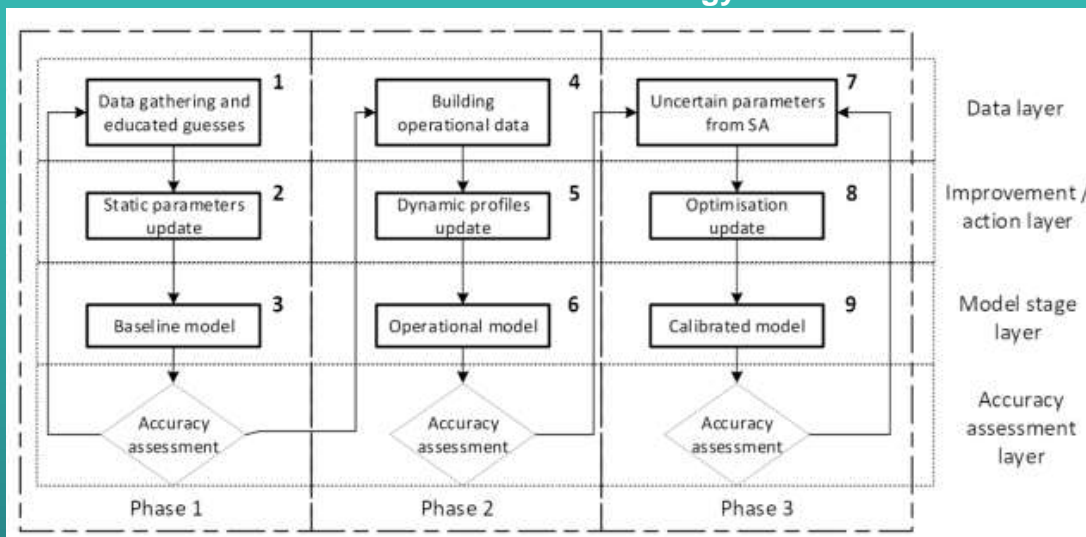 gy
1
Data gathering and
educated guesses
4
Building
operational data
7
Uncertain parameters
from SA
Data layer
2
Static parameters
update
5
Dynamic profiles
update
8
Optimisation
update
Improvement /
action layer
3
Baseline model
6
Operational model
9
Calibrated model
Model stage
layer
Accuracy
assessment
Accuracy
assessment
Accuracy
assessment
Accuracy
assessment
layer
Phase 1
Phase 2
Phase 3